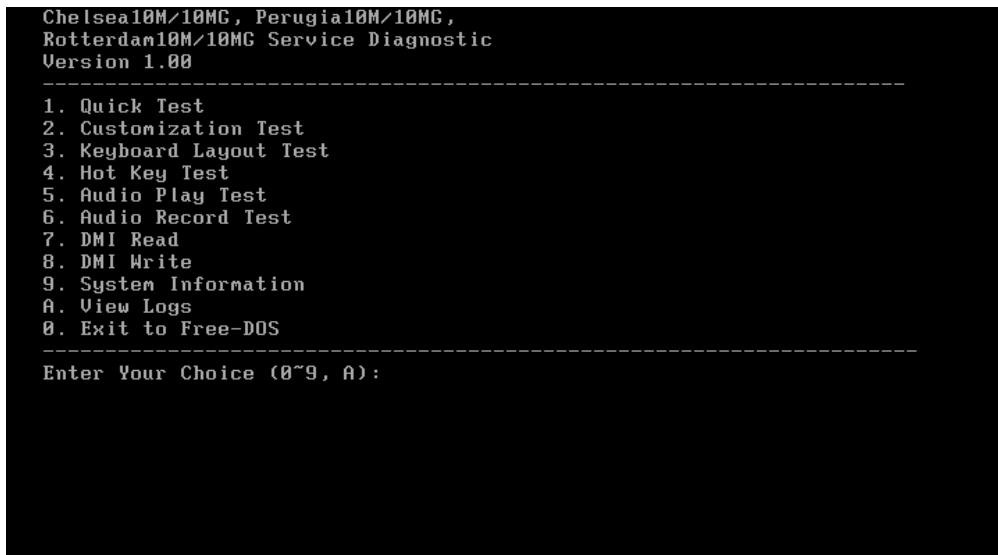 Chelsea10M/10MG, Perugia10M/10MG,
Rotterdam10M/10MG Service Diagnostic
Version 1.00
---------------------------------------------------------------------
1. Quick Test
2. Customization Test
3. Keyboard Layout Test
4. Hot Key Test
5. Audio Play Test
6. Audio Record Test
7. DMI Read
8. DMI Write
9. System Information
A. View Logs
0. Exit to Free-DOS
----------------------------------------------------------------------
Enter Your Choice (0~9, A):